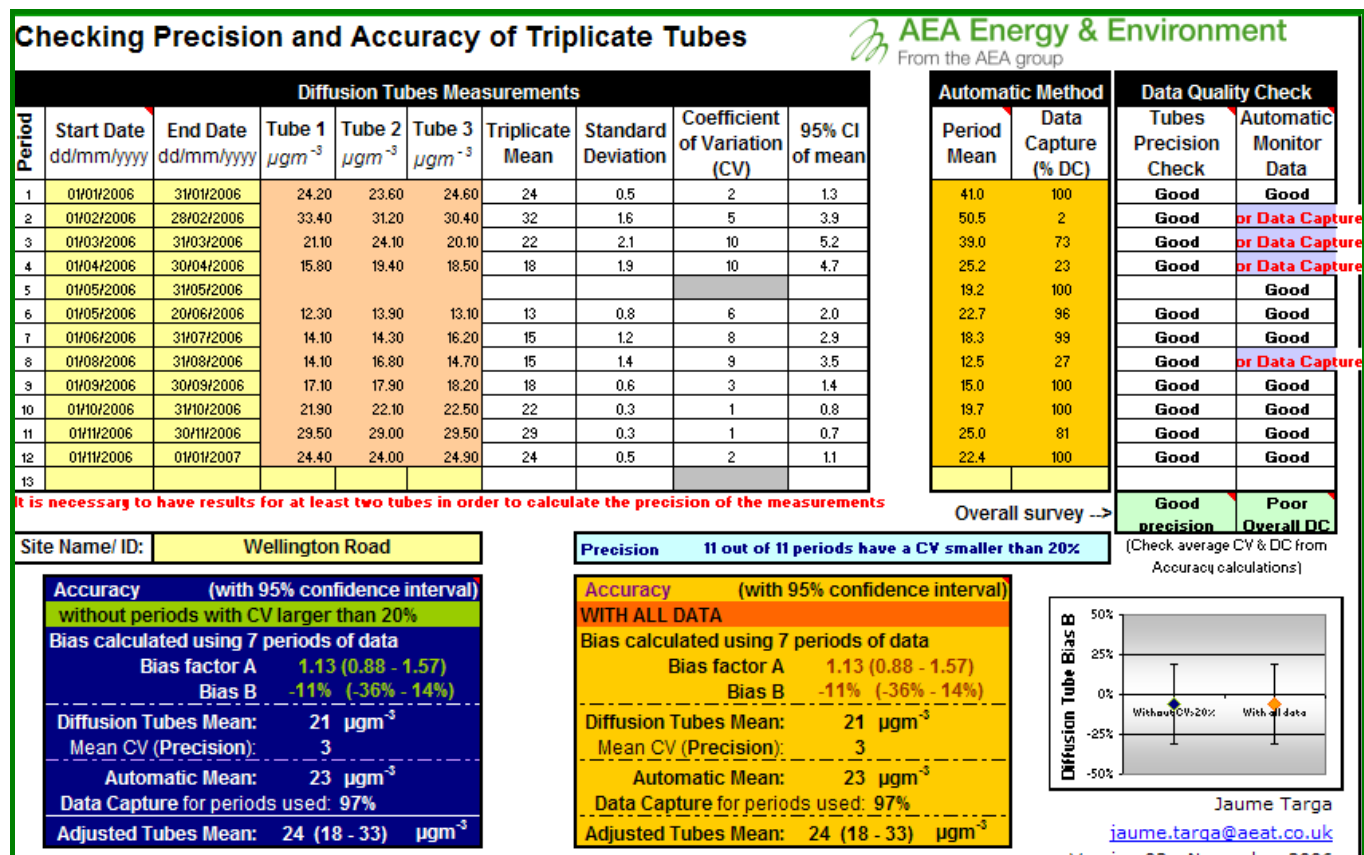 Checking Precision and Accuracy of Triplicate Tubes
AEA Energy & Environment
From the AEA group
Diffusion Tubes Measurements
Automatic Method
Data Quality Check
Period Start Date dd/mm/yyyy End Date dd/mm/yyyy Tube 1 µgm-3 Tube 2 µgm-3 Tube 3 µgm-3 Triplicate Mean Standard Deviation Coefficient of Variation (CV) 95% CI of mean Period Mean Data Capture (% DC) Tubes Precision Check Automatic Monitor Data
1 01/01/2006 31/01/2006 24.20 23.60 24.60 24 0.5 2 1.3 41.0 100 Good Good
2 01/02/2006 28/02/2006 33.40 31.20 30.40 32 1.6 5 3.9 50.5 2 Good or Data Capture
3 01/03/2006 31/03/2006 21.10 24.10 20.10 22 2.1 10 5.2 39.0 73 Good or Data Capture
4 01/04/2006 30/04/2006 15.80 19.40 18.50 18 1.9 10 4.7 25.2 23 Good or Data Capture
5 01/05/2006 31/05/2006 19.2 100 Good
6 01/05/2006 20/06/2006 12.30 13.90 13.10 13 0.8 6 2.0 22.7 96 Good Good
7 01/06/2006 31/07/2006 14.10 14.30 16.20 15 1.2 8 2.9 18.3 99 Good Good
8 01/08/2006 31/08/2006 14.10 16.80 14.70 15 1.4 9 3.5 12.5 27 Good or Data Capture
9 01/09/2006 30/09/2006 17.10 17.90 18.20 18 0.6 3 1.4 15.0 100 Good Good
10 01/10/2006 31/10/2006 21.90 22.10 22.50 22 0.3 1 0.8 19.7 100 Good Good
11 01/11/2006 30/11/2006 29.50 29.00 29.50 29 0.3 1 0.7 25.0 81 Good Good
12 01/11/2006 01/01/2007 24.40 24.00 24.90 24 0.5 2 1.1 22.4 100 Good Good
13
It is necessary to have results for at least two tubes in order to calculate the precision of the measurements
Overall survey --> Good precision Poor Overall DC
(Check average CV & DC from
Accuracy calculations)
Site Name/ ID: Wellington Road
Precision 11 out of 11 periods have a CV smaller than 20%
Accuracy (with 95% confidence interval)
without periods with CV larger than 20%
Bias calculated using 7 periods of data
Bias factor A 1.13 (0.88 - 1.57)
Bias B -11% (-36% - 14%)
Diffusion Tubes Mean: 21 µgm-3
Mean CV (Precision): 3
Automatic Mean: 23 µgm-3
Data Capture for periods used: 97%
Adjusted Tubes Mean: 24 (18 - 33) µgm-3
Accuracy (with 95% confidence interval)
WITH ALL DATA
Bias calculated using 7 periods of data
Bias factor A 1.13 (0.88 - 1.57)
Bias B -11% (-36% - 14%)
Diffusion Tubes Mean: 21 µgm-3
Mean CV (Precision): 3
Automatic Mean: 23 µgm-3
Data Capture for periods used: 97%
Adjusted Tubes Mean: 24 (18 - 33) µgm-3
Diffusion Tube Bias B
50%
25%
0%
-25%
-50%
Without CV>20%
With all data
Jaume Targa
jaume.targa@aeat.co.uk